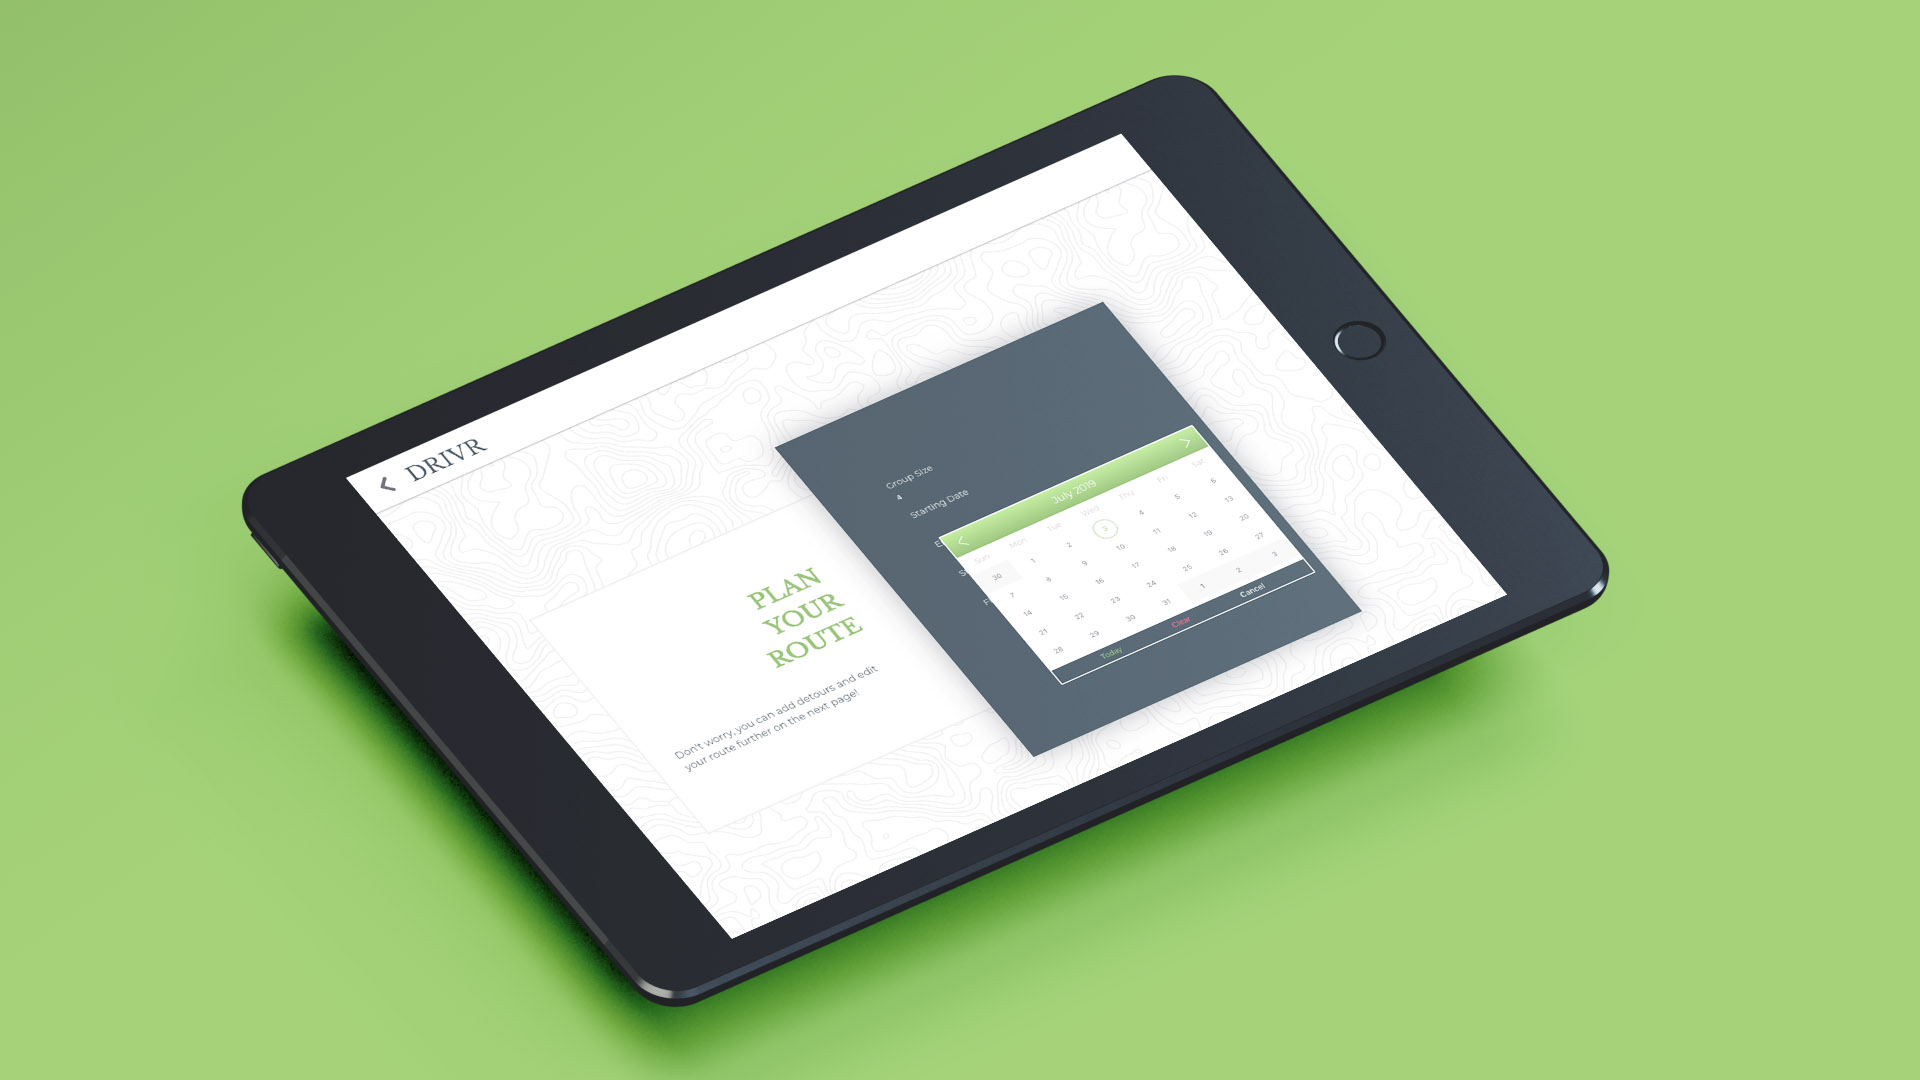 DRIVR
PLAN
YOUR
ROUTE
Don't worry, you can add detours and edit
your route further on the next page!
Group Size
4
Starting Date
July 2019
Sun Mon Tue Wed Thu Fri Sat
30 1 2 3 4 5 6
7 8 9 10 11 12 13
14 15 16 17 18 19 20
21 22 23 24 25 26 27
28 29 30 31 1 2 3
Today Clear Cancel